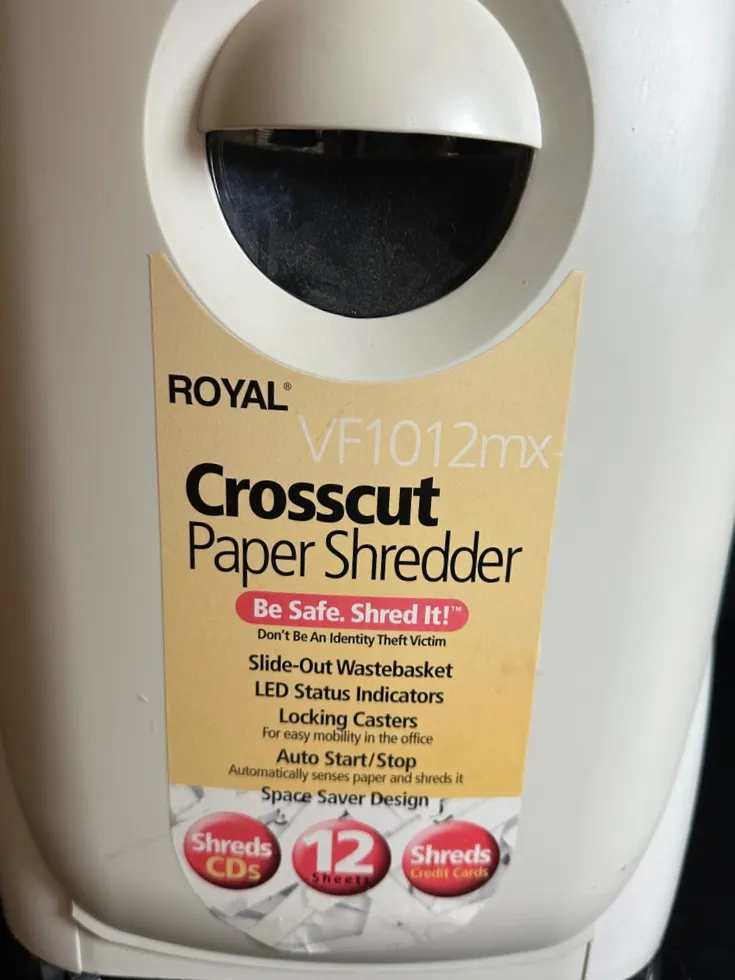 ROYAL®
VF1012mx
Crosscut
Paper Shredder
Be Safe. Shred It!™
Don't Be An Identity Theft Victim
Slide-Out Wastebasket
LED Status Indicators
Locking Casters
For easy mobility in the office
Auto Start/Stop
Automatically senses paper and shreds it
Space Saver Design
Shreds
CDs
12
Sheets
Shreds
Credit Cards